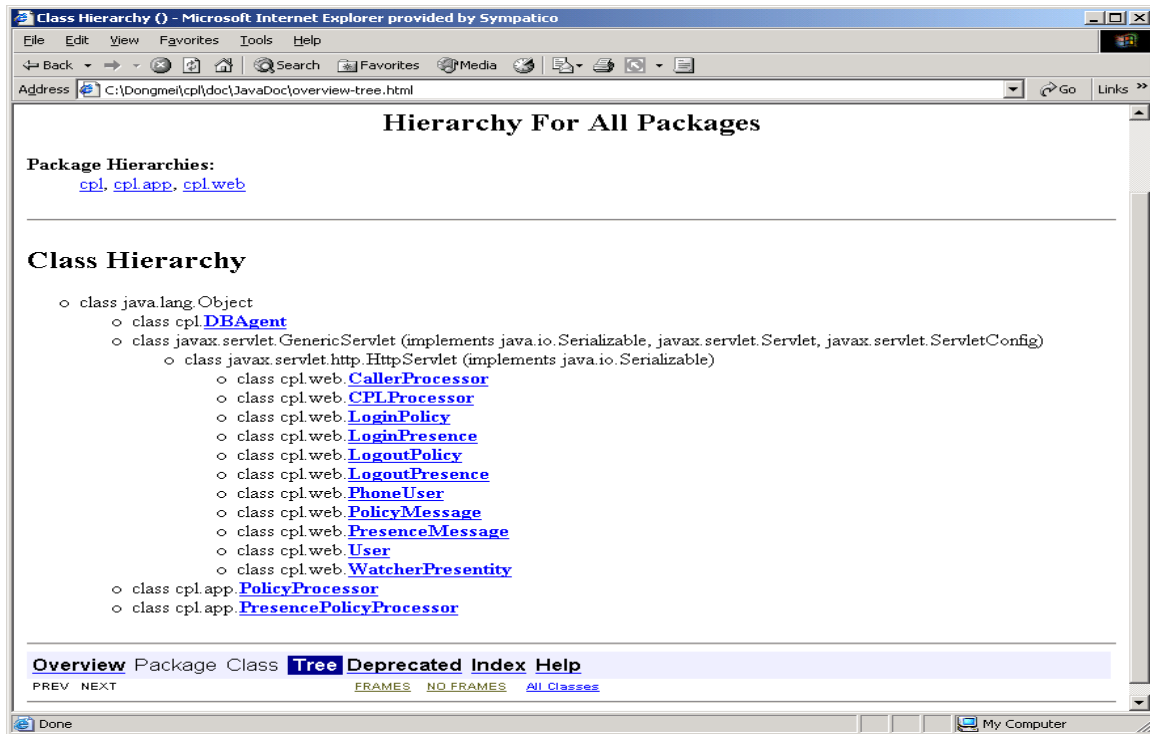 Class Hierarchy () - Microsoft Internet Explorer provided by Sympatico
File Edit View Favorites Tools Help
Back Search Favorites Media
Address C:\Dongmei\cpl\doc\JavaDoc\overview-tree.html Go Links »
Hierarchy For All Packages
Package Hierarchies:
cpl, cpl.app, cpl.web
Class Hierarchy
class java.lang.Object
class cpl.DBAgent
class javax.servlet.GenericServlet (implements java.io.Serializable, javax.servlet.Servlet, javax.servlet.ServletConfig)
class javax.servlet.http.HttpServlet (implements java.io.Serializable)
class cpl.web.CallerProcessor
class cpl.web.CPLProcessor
class cpl.web.LoginPolicy
class cpl.web.LoginPresence
class cpl.web.LogoutPolicy
class cpl.web.LogoutPresence
class cpl.web.PhoneUser
class cpl.web.PolicyMessage
class cpl.web.PresenceMessage
class cpl.web.User
class cpl.web.WatcherPresentity
class cpl.app.PolicyProcessor
class cpl.app.PresencePolicyProcessor
Overview Package Class Tree Deprecated Index Help
PREV NEXT FRAMES NO FRAMES All Classes
Done My Computer